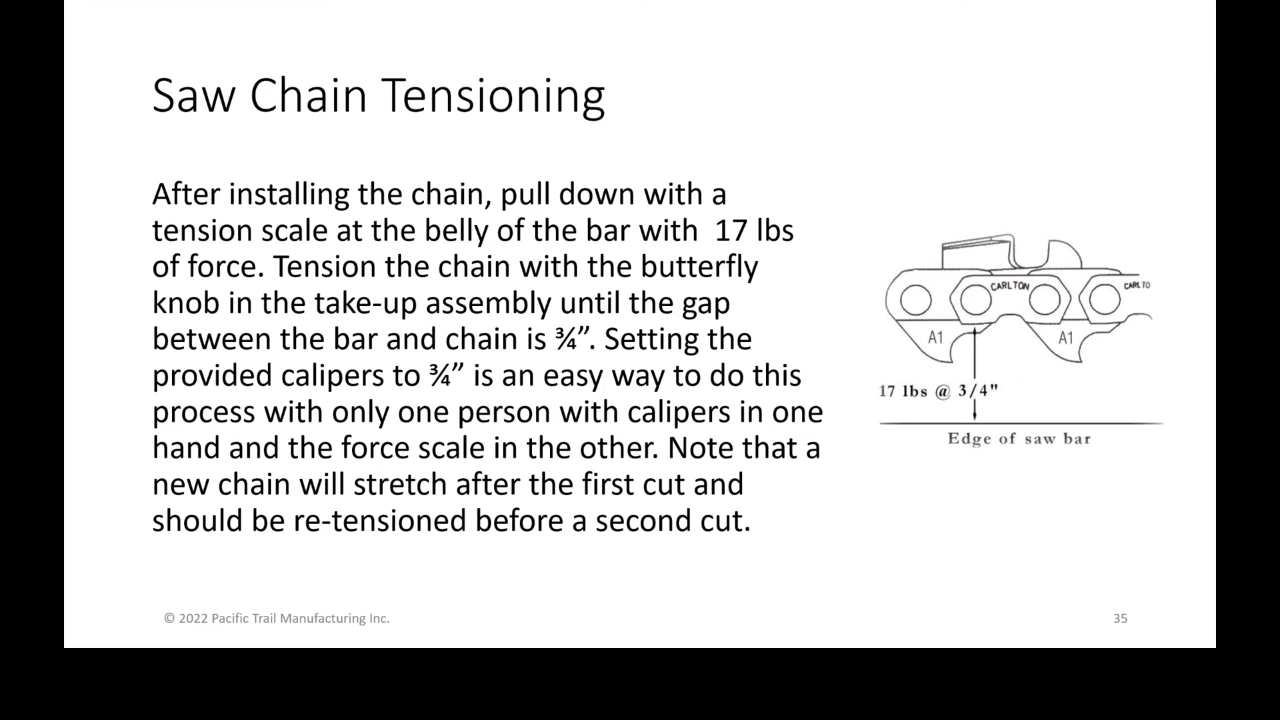 Saw Chain Tensioning
After installing the chain, pull down with a
tension scale at the belly of the bar with  17 lbs
of force. Tension the chain with the butterfly
knob in the take-up assembly until the gap
between the bar and chain is ¾”. Setting the
provided calipers to ¾” is an easy way to do this
process with only one person with calipers in one
hand and the force scale in the other. Note that a
new chain will stretch after the first cut and
should be re-tensioned before a second cut.
CARLTON
CARLTO
A1
A1
17 lbs @ 3/4"
Edge of saw bar
© 2022 Pacific Trail Manufacturing Inc.
35